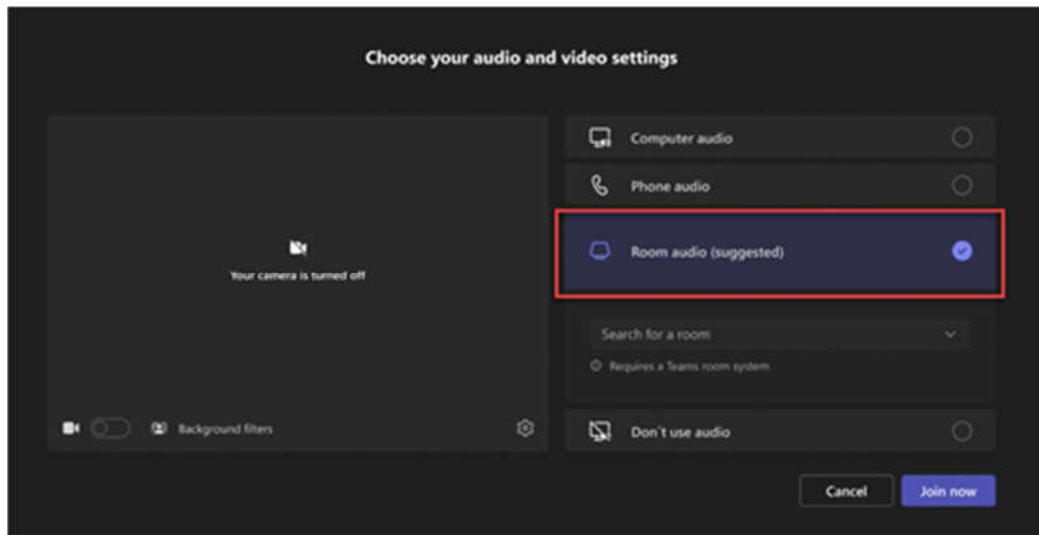 Choose your audio and video settings
Computer audio
Phone audio
Your camera is turned off
Room audio (suggested)
Search for a room
Requires a Teams room system
Background filters
Don't use audio
Cancel
Join now